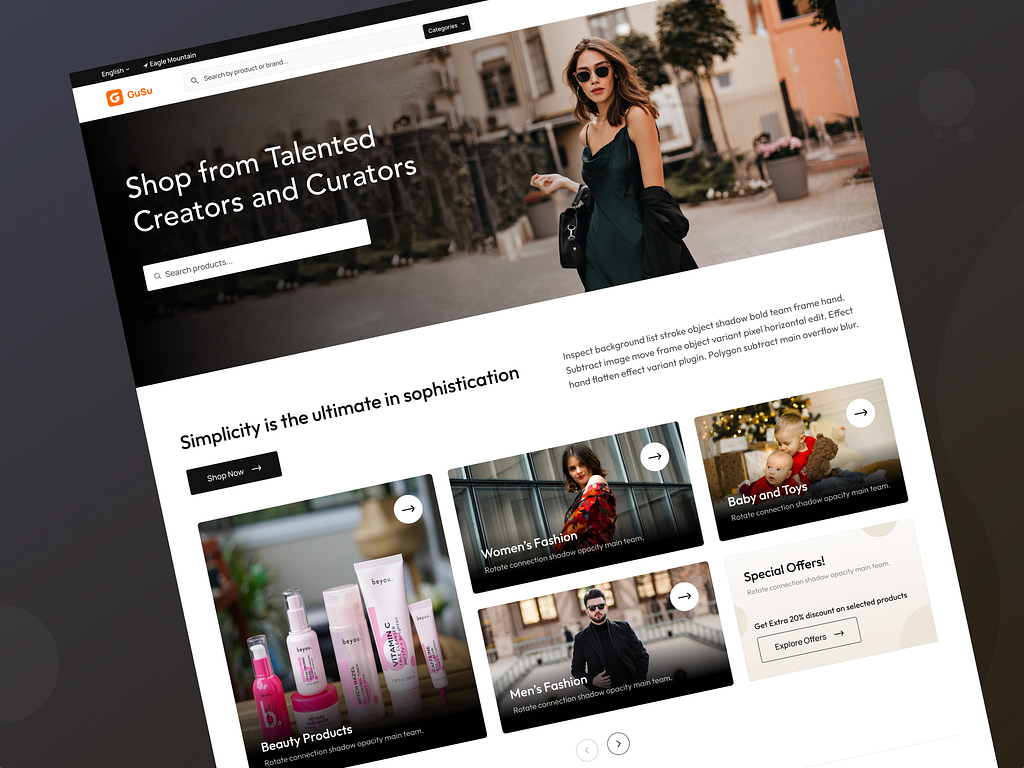 English
Eagle Mountain
GuSu
Search by product or brand...
Categories
Shop from Talented
Creators and Curators
Search products...
Simplicity is the ultimate in sophistication
Inspect background list stroke object shadow bold team frame hand.
Subtract image move frame object variant pixel horizontal edit. Effect
hand flatten effect variant plugin. Polygon subtract main overflow blur.
Shop Now
beyou.
beyou.
beyou.
VITAMIN C
WITCH HAZEL
b.
Beauty Products
Rotate connection shadow opacity main team.
Women's Fashion
Rotate connection shadow opacity main team.
Men's Fashion
Rotate connection shadow opacity main team.
Baby and Toys
Rotate connection shadow opacity main team.
Special Offers!
Rotate connection shadow opacity main team.
Get Extra 20% discount on selected products
Explore Offers